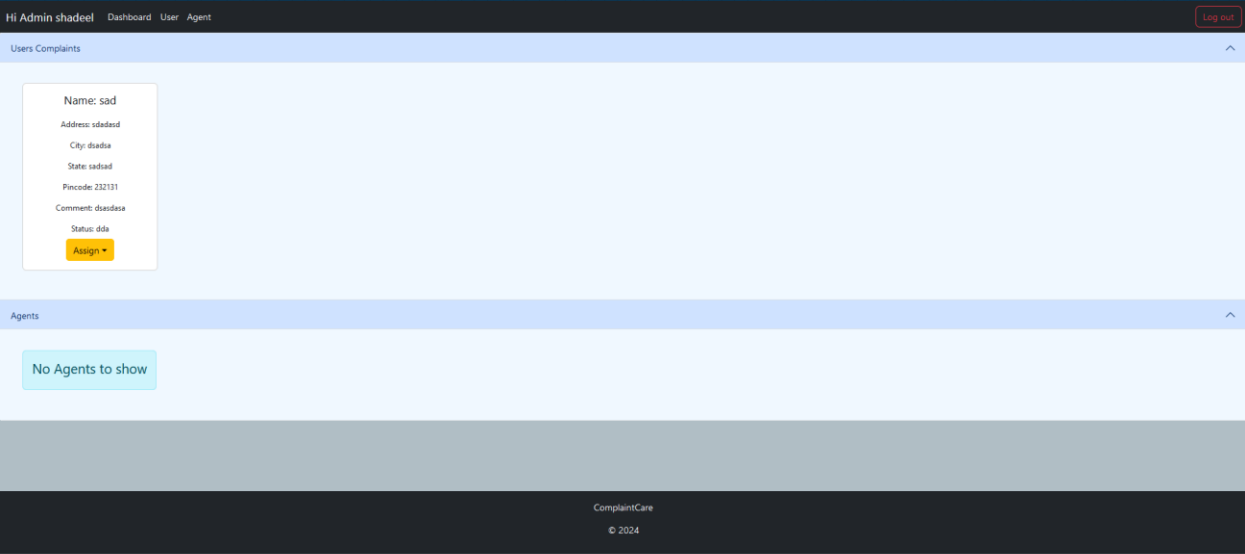 Hi Admin shadeel Dashboard User Agent Log out
Users Complaints
Name: sad
Address: sdadasd
City: dsadsa
State: sadsad
Pincode: 232131
Comment: dsasdasa
Status: dda
Assign
Agents
No Agents to show
ComplaintCare
© 2024